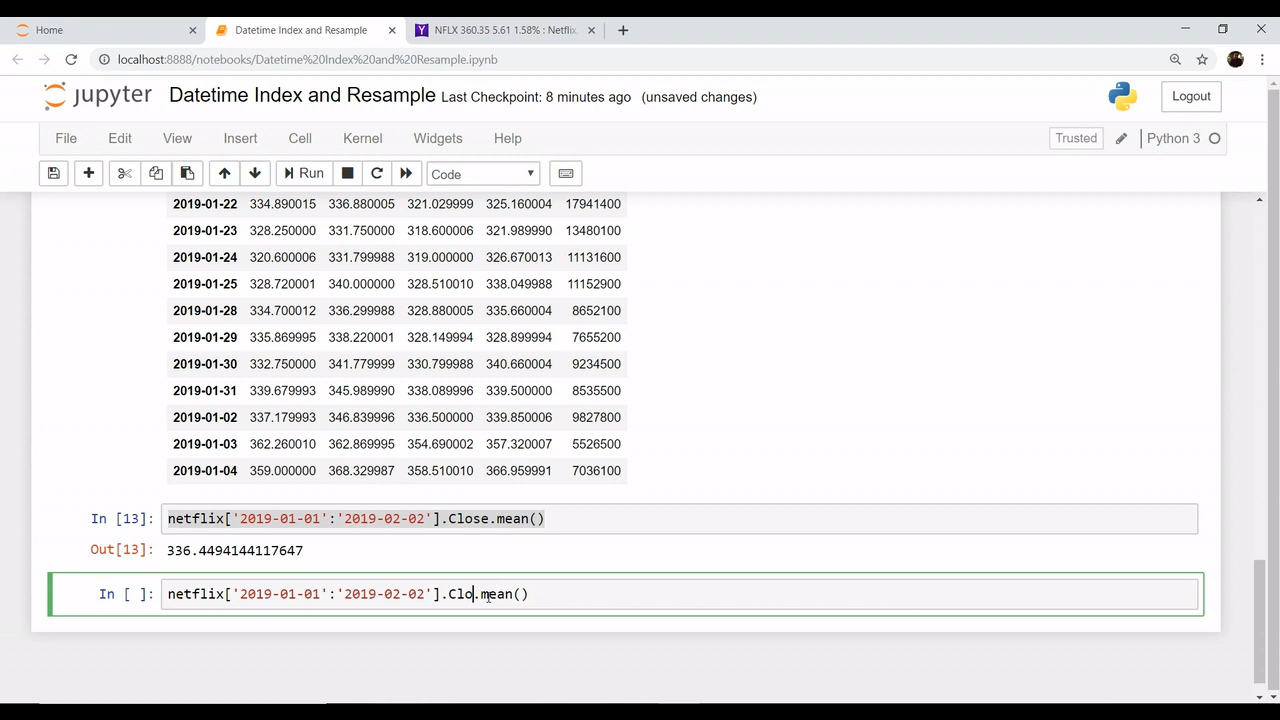 Home
Datetime Index and Resample
NFLX 360.35 5.61 1.58% : Netflix,
localhost:8888/notebooks/Datetime%20Index%20and%20Resample.ipynb
jupyter Datetime Index and Resample Last Checkpoint: 8 minutes ago (unsaved changes)
Logout
File Edit View Insert Cell Kernel Widgets Help
Trusted Python 3
Run Code
2019-01-22 334.890015 336.880005 321.029999 325.160004 17941400
2019-01-23 328.250000 331.750000 318.600006 321.989990 13480100
2019-01-24 320.600006 331.799988 319.000000 326.670013 11131600
2019-01-25 328.720001 340.000000 328.510010 338.049988 11152900
2019-01-28 334.700012 336.299988 328.880005 335.660004 8652100
2019-01-29 335.869995 338.220001 328.149994 328.899994 7655200
2019-01-30 332.750000 341.779999 330.799988 340.660004 9234500
2019-01-31 339.679993 345.989990 338.089996 339.500000 8535500
2019-01-02 337.179993 346.839996 336.500000 339.850006 9827800
2019-01-03 362.260010 362.869995 354.690002 357.320007 5526500
2019-01-04 359.000000 368.329987 358.510010 366.959991 7036100
In [13]: netflix['2019-01-01':'2019-02-02'].Close.mean()
Out[13]: 336.4494144117647
In [ ]: netflix['2019-01-01':'2019-02-02'].Clo.mean()